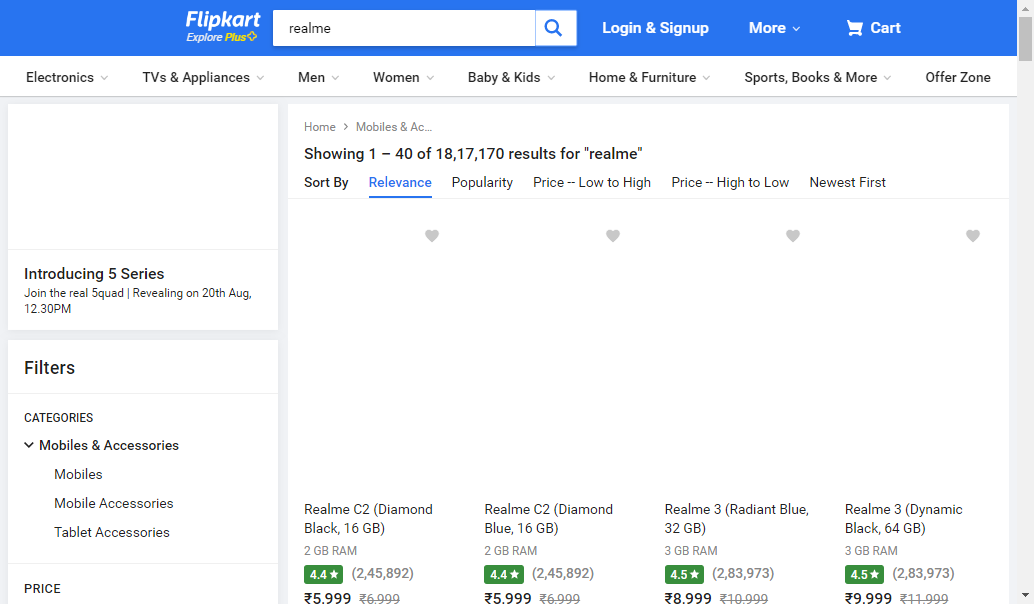 Flipkart
Explore Plus
realme
Login & Signup
More
Cart
Electronics
TVs & Appliances
Men
Women
Baby & Kids
Home & Furniture
Sports, Books & More
Offer Zone
Introducing 5 Series
Join the real 5quad | Revealing on 20th Aug,
12.30PM
Filters
CATEGORIES
Mobiles & Accessories
Mobiles
Mobile Accessories
Tablet Accessories
PRICE
Home > Mobiles & Ac...
Showing 1 – 40 of 18,17,170 results for "realme"
Sort By Relevance Popularity Price -- Low to High Price -- High to Low Newest First
Realme C2 (Diamond
Black, 16 GB)
2 GB RAM
4.4★ (2,45,892)
₹5,999 ₹6,999
Realme C2 (Diamond
Blue, 16 GB)
2 GB RAM
4.4★ (2,45,892)
₹5,999 ₹6,999
Realme 3 (Radiant Blue,
32 GB)
3 GB RAM
4.5★ (2,83,973)
₹8,999 ₹10,999
Realme 3 (Dynamic
Black, 64 GB)
3 GB RAM
4.5★ (2,83,973)
₹9,999 ₹11,999